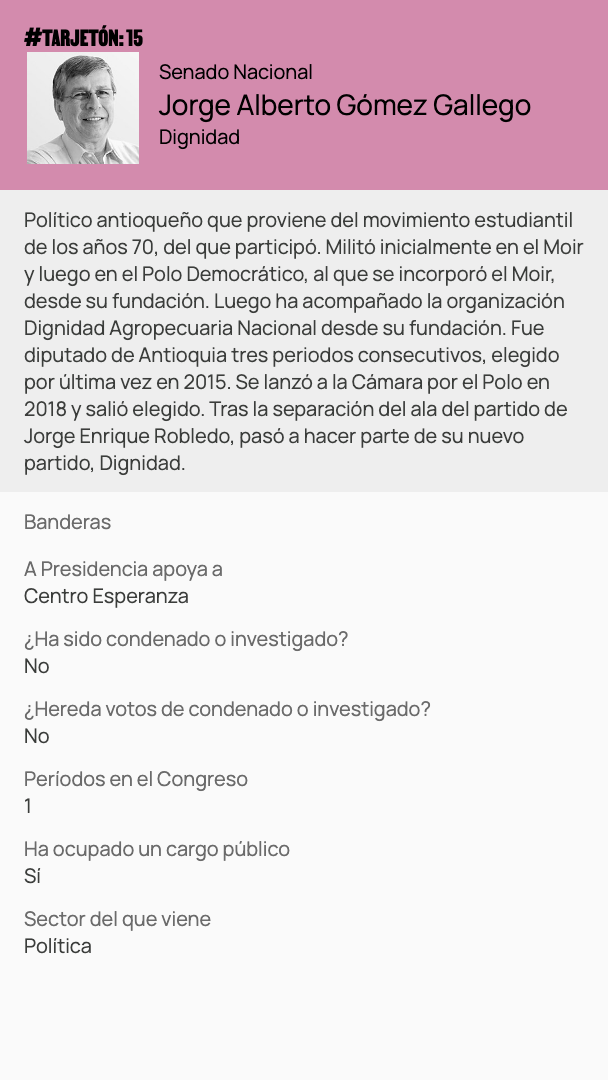 #TARJETÓN: 15
Senado Nacional
Jorge Alberto Gómez Gallego
Dignidad
Político antioqueño que proviene del movimiento estudiantil
de los años 70, del que participó. Militó inicialmente en el Moir
y luego en el Polo Democrático, al que se incorporó el Moir,
desde su fundación. Luego ha acompañado la organización
Dignidad Agropecuaria Nacional desde su fundación. Fue
diputado de Antioquia tres periodos consecutivos, elegido
por última vez en 2015. Se lanzó a la Cámara por el Polo en
2018 y salió elegido. Tras la separación del ala del partido de
Jorge Enrique Robledo, pasó a hacer parte de su nuevo
partido, Dignidad.
Banderas
A Presidencia apoya a
Centro Esperanza
¿Ha sido condenado o investigado?
No
¿Hereda votos de condenado o investigado?
No
Períodos en el Congreso
1
Ha ocupado un cargo público
Sí
Sector del que viene
Política